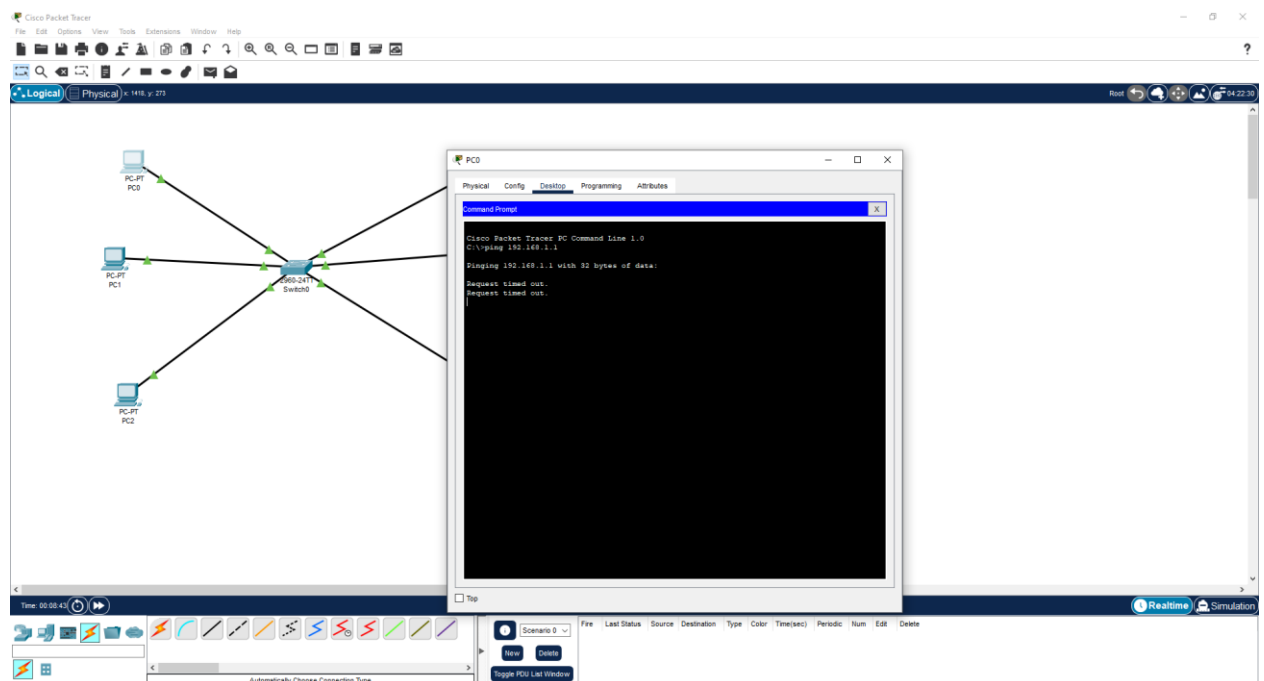 Cisco Packet Tracer
File Edit Options View Tools Extensions Window Help
?
Logical Physical x: 1418, y: 273
Root 04:22:30
PC-PT
PC0
PC-PT
PC1
2960-24TT
Switch0
PC-PT
PC2
PC0
Physical Config Desktop Programming Attributes
Command Prompt X
Cisco Packet Tracer PC Command Line 1.0
C:\>ping 192.168.1.1
Pinging 192.168.1.1 with 32 bytes of data:
Request timed out.
Request timed out.
Top
Time: 00:08:43
Realtime Simulation
Scenario 0
New Delete
Toggle PDU List Window
Fire Last Status Source Destination Type Color Time(sec) Periodic Num Edit Delete
Automatically Choose Connection Type